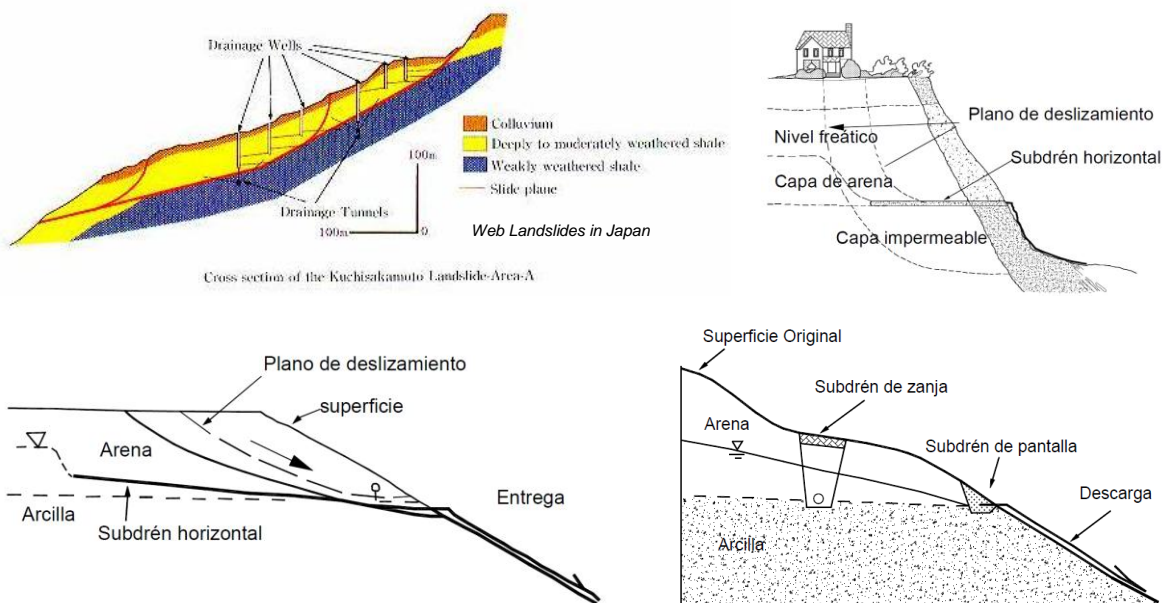 Drainage Wells
Colluvium
Deeply to moderately weathered shale
Weakly weathered shale
Slide plane
100m
Drainage Tunnels
100m
0
Web Landslides in Japan
Cross section of the Kuchisakamoto Landslide-Area-A
Plano de deslizamiento
Nivel freático
Subdrén horizontal
Capa de arena
Capa impermeable
Plano de deslizamiento
superficie
Arena
Entrega
Arcilla
Subdrén horizontal
Superficie Original
Subdrén de zanja
Arena
Subdrén de pantalla
Descarga
Arcilla